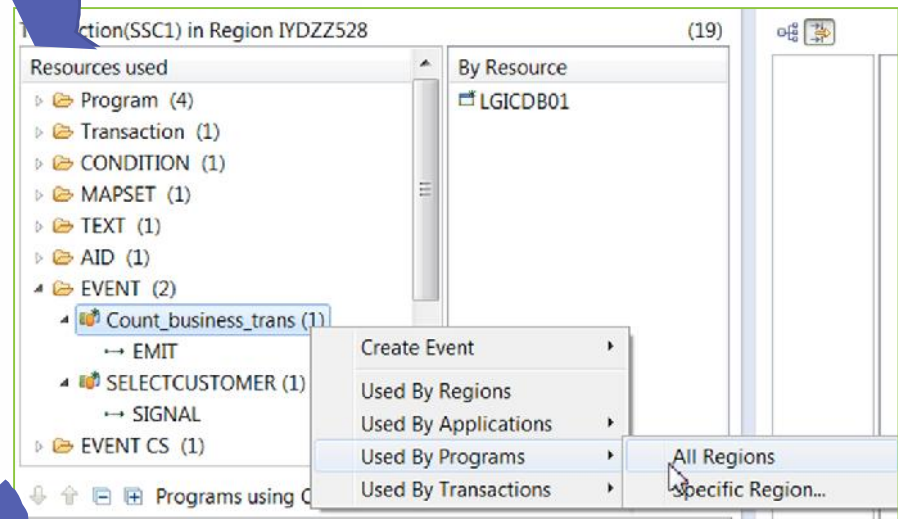 ction(SSC1) in Region IYDZZ528 (19)
Resources used
By Resource
Program (4)
LGICDB01
Transaction (1)
CONDITION (1)
MAPSET (1)
TEXT (1)
AID (1)
EVENT (2)
Count_business_trans (1)
EMIT
SELECTCUSTOMER (1)
SIGNAL
EVENT CS (1)
Create Event
Used By Regions
Used By Applications
Used By Programs
Used By Transactions
All Regions
Specific Region...
Programs using